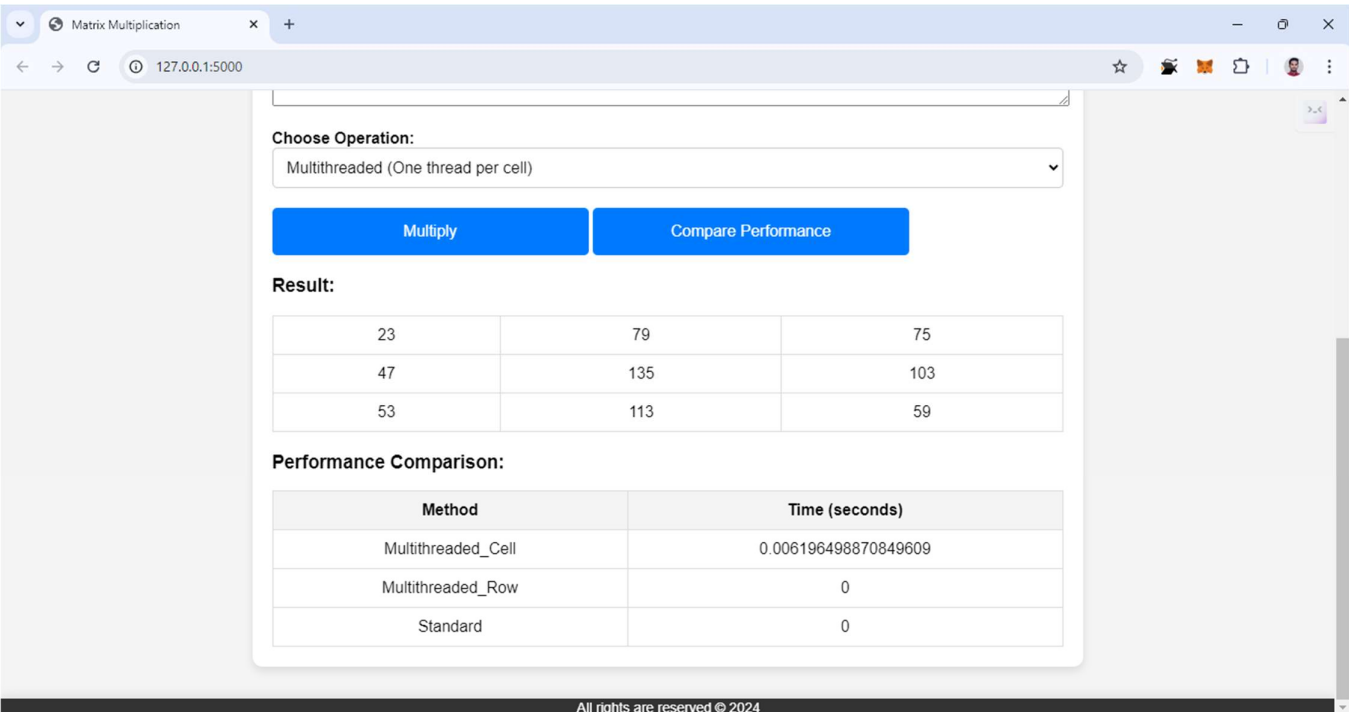 Matrix Multiplication
127.0.0.1:5000
Choose Operation:
Multithreaded (One thread per cell)
Multiply Compare Performance
Result:
23 79 75
47 135 103
53 113 59
Performance Comparison:
Method Time (seconds)
Multithreaded_Cell 0.006196498870849609
Multithreaded_Row 0
Standard 0
All rights are reserved © 2024